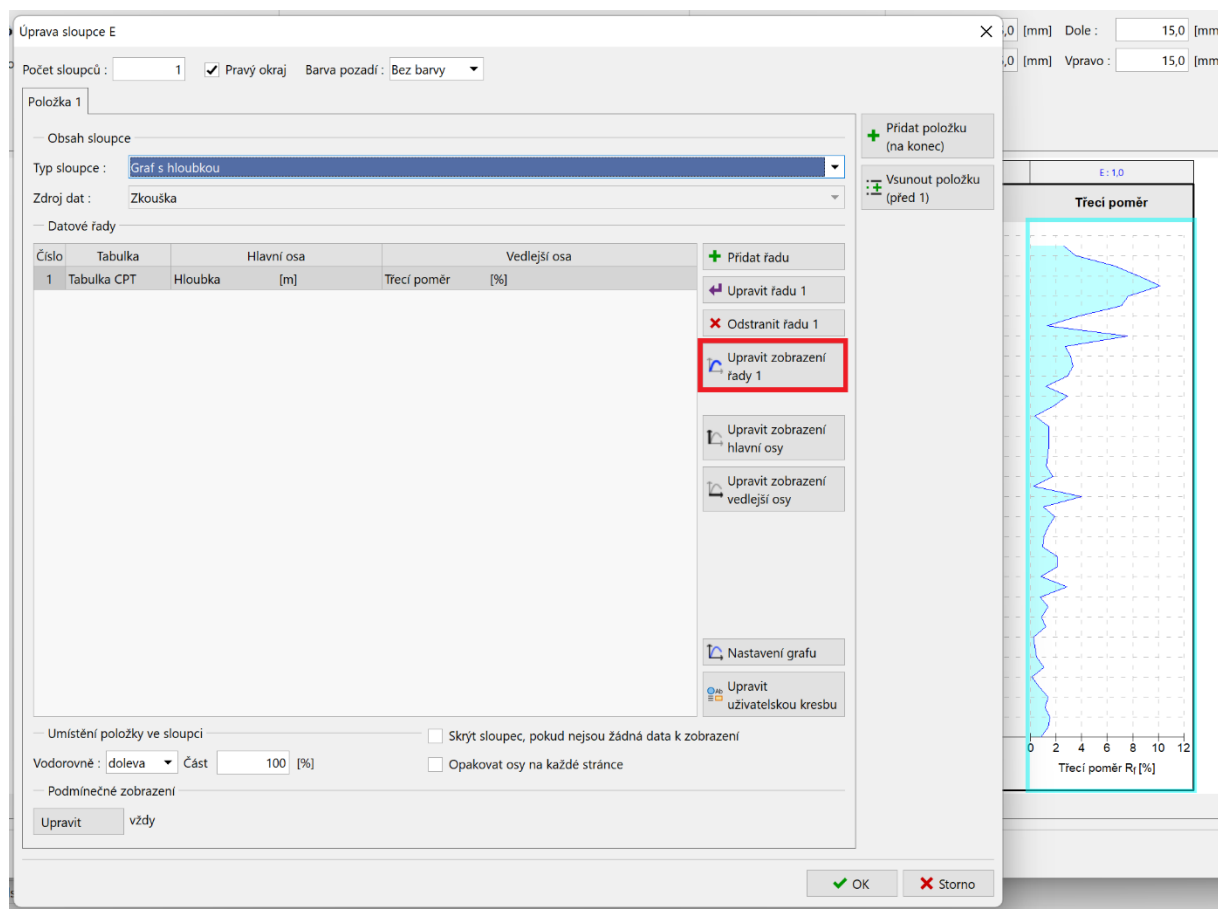 Úprava sloupce E
,0 [mm] Dole : 15,0 [mm
Počet sloupců : 1 Pravý okraj Barva pozadí : Bez barvy
,0 [mm] Vpravo : 15,0 [mm
Položka 1
Obsah sloupce
Přidat položku
(na konec)
Typ sloupce : Graf s hloubkou
Zdroj dat : Zkouška
Vsunout položku
(před 1)
E : 1,0
Třecí poměr
Datové řady
Číslo Tabulka Hlavní osa Vedlejší osa
1 Tabulka CPT Hloubka [m] Třecí poměr [%]
Přidat řadu
Upravit řadu 1
Odstranit řadu 1
Upravit zobrazení
řady 1
Upravit zobrazení
hlavní osy
Upravit zobrazení
vedlejší osy
Nastavení grafu
Upravit
uživatelskou kresbu
Umístění položky ve sloupci
Skrýt sloupec, pokud nejsou žádná data k zobrazení
Vodorovně : doleva Část 100 [%]
Opakovat osy na každé stránce
0 2 4 6 8 10 12
Třecí poměr Rf [%]
Podmínečné zobrazení
Upravit vždy
OK Storno